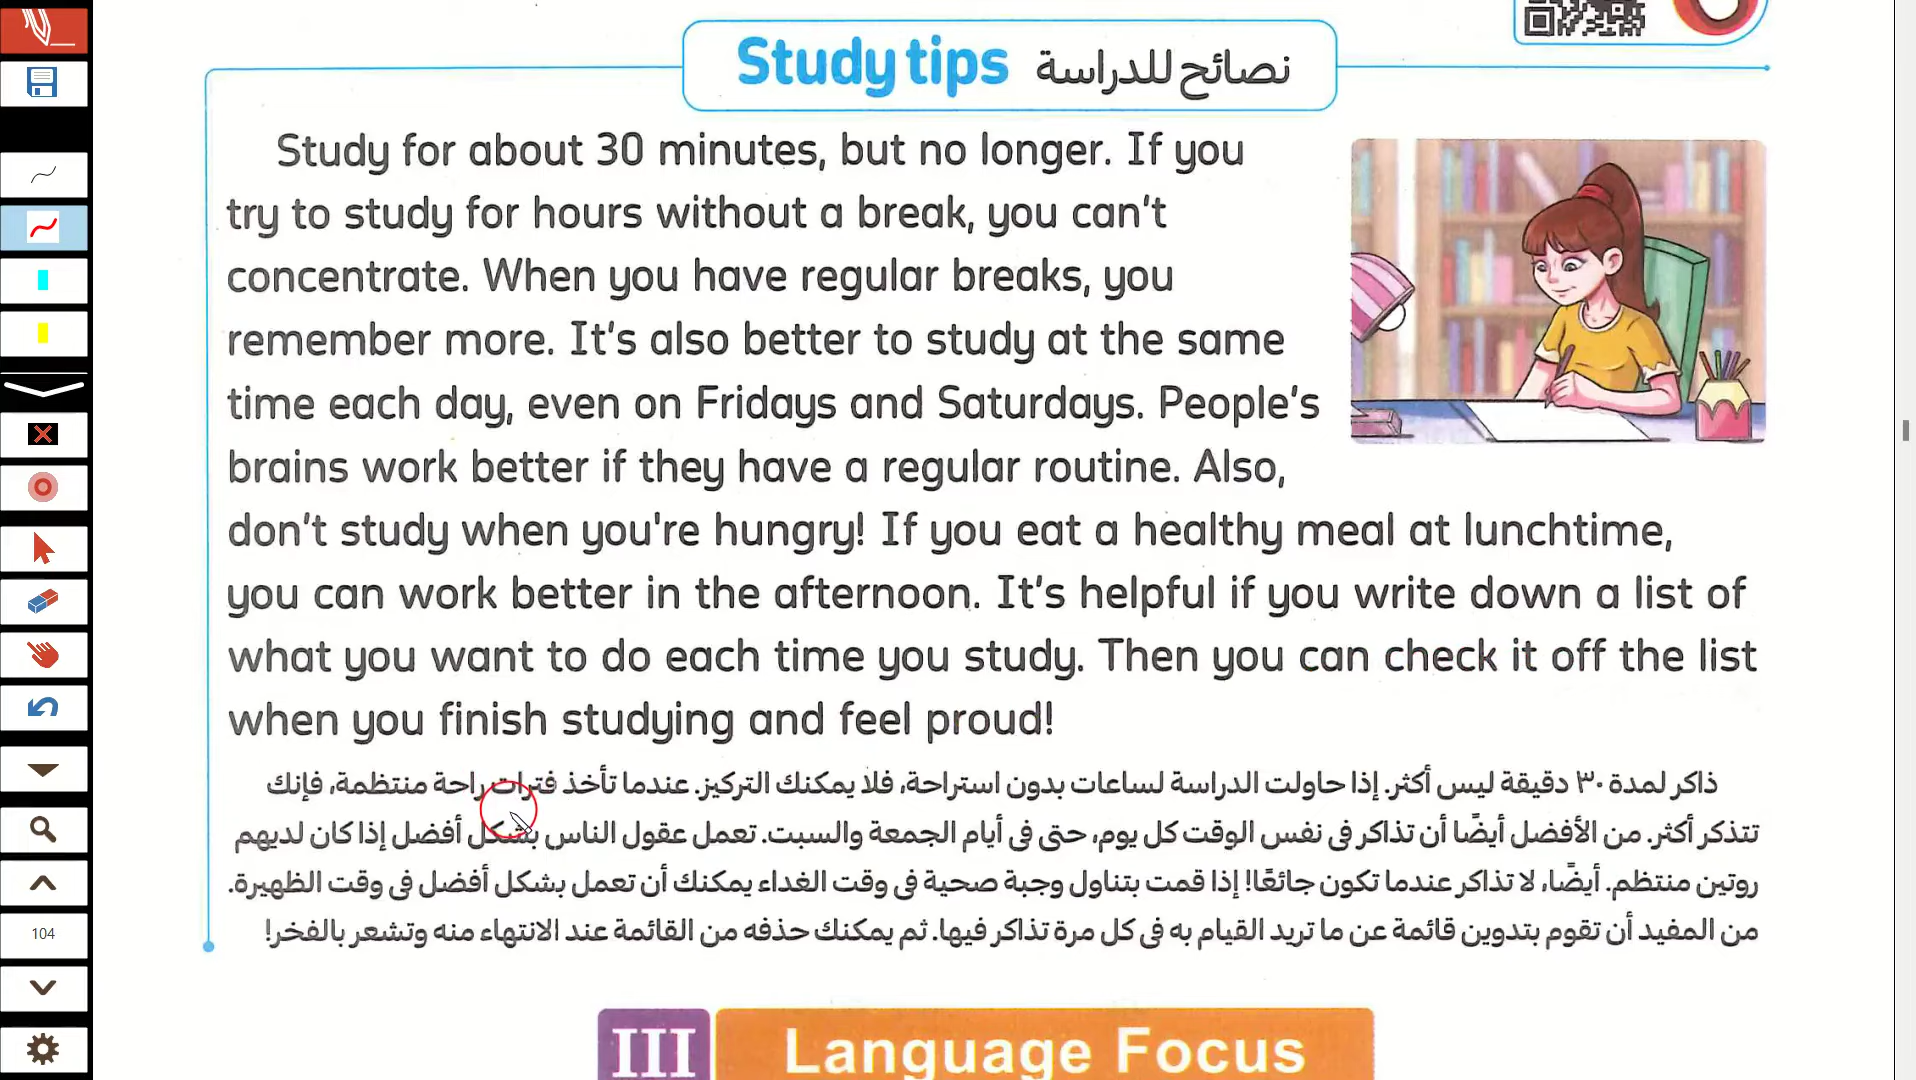 Study tips نصائح للدراسة
Study for about 30 minutes, but no longer. If you
try to study for hours without a break, you can't
concentrate. When you have regular breaks, you
remember more. It's also better to study at the same
time each day, even on Fridays and Saturdays. People's
brains work better if they have a regular routine. Also,
don't study when you're hungry! If you eat a healthy meal at lunchtime,
you can work better in the afternoon. It's helpful if you write down a list of
what you want to do each time you study. Then you can check it off the list
when you finish studying and feel proud!
ذاكر لمدة ٣٠ دقيقة ليس أكثر. إذا حاولت الدراسة لساعات بدون استراحة، فلا يمكنك التركيز. عندما تأخذ فترات راحة منتظمة، فإنك
تتذكر أكثر. من الأفضل أيضًا أن تذاكر فى نفس الوقت كل يوم، حتى فى أيام الجمعة والسبت. تعمل عقول الناس بشكل أفضل إذا كان لديهم
روتين منتظم. أيضًا، لا تذاكر عندما تكون جائعًا! إذا قمت بتناول وجبة صحية فى وقت الغداء يمكنك أن تعمل بشكل أفضل فى وقت الظهيرة.
من المفيد أن تقوم بتدوين قائمة عن ما تريد القيام به فى كل مرة تذاكر فيها. ثم يمكنك حذفه من القائمة عند الانتهاء منه وتشعر بالفخر!
104
III Language Focus